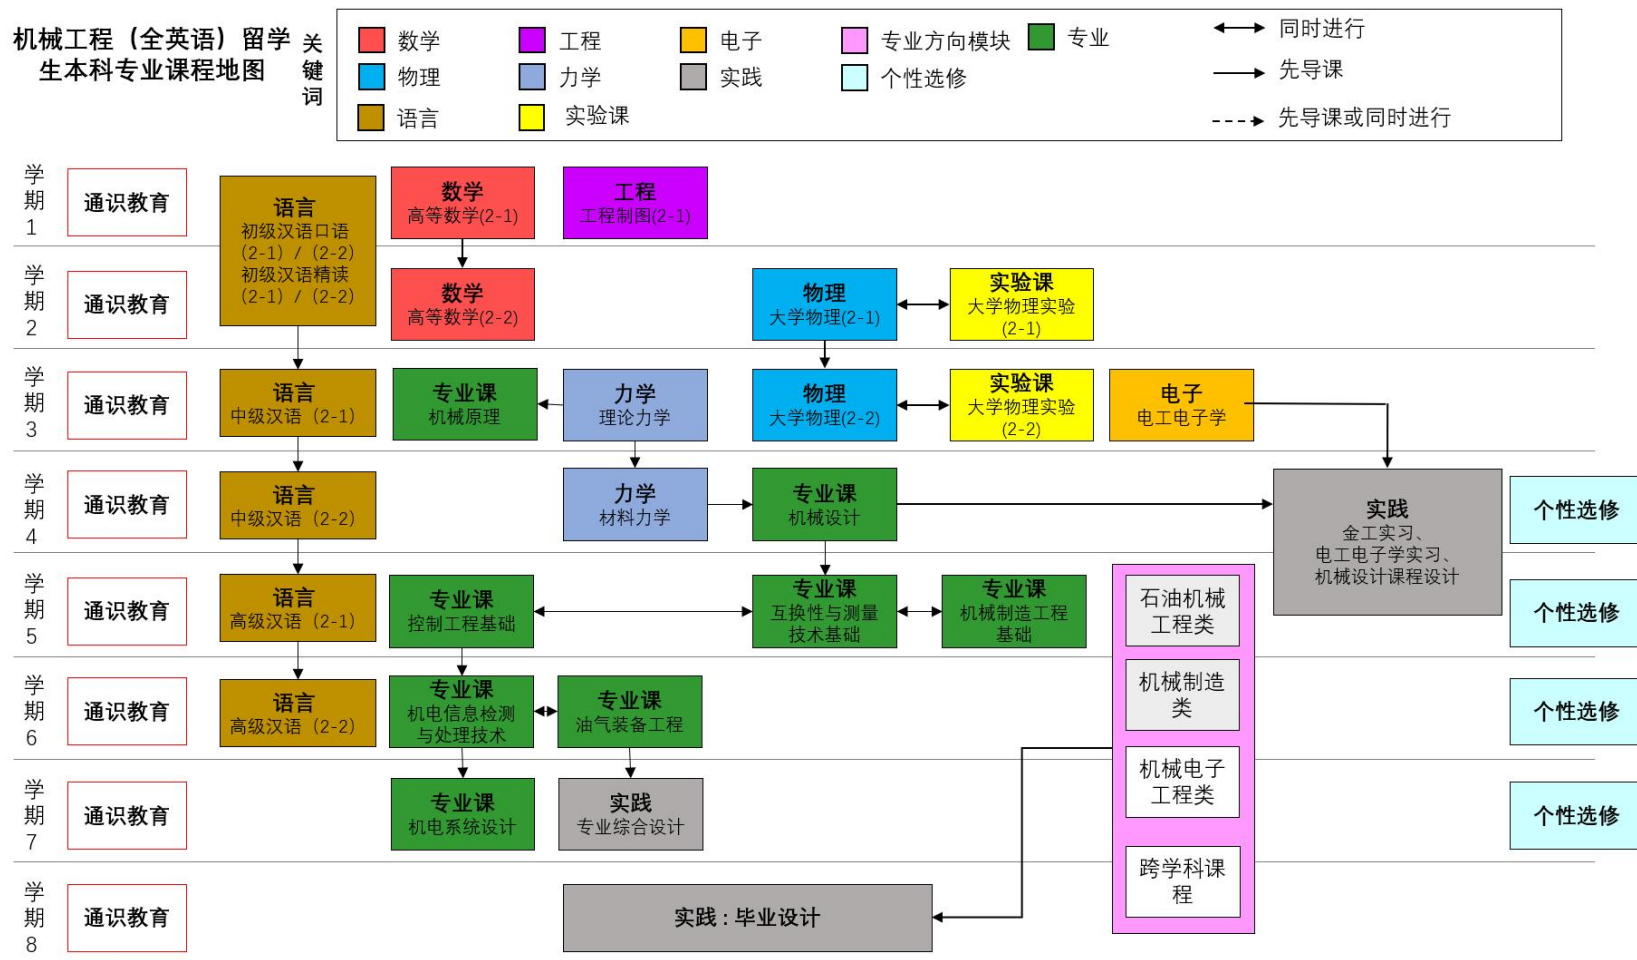 机械工程（全英语）留学
生本科专业课程地图
关
键
词
数学
工程
电子
专业方向模块
专业
同时进行
物理
力学
实践
个性选修
先导课
语言
实验课
先导课或同时进行
学
期
1
通识教育
语言
初级汉语口语
（2-1）/（2-2）
初级汉语精读
（2-1）/（2-2）
数学
高等数学(2-1)
工程
工程制图(2-1)
学
期
2
通识教育
数学
高等数学(2-2)
物理
大学物理(2-1)
实验课
大学物理实验
(2-1)
学
期
3
通识教育
语言
中级汉语（2-1）
专业课
机械原理
力学
理论力学
物理
大学物理(2-2)
实验课
大学物理实验
(2-2)
电子
电工电子学
学
期
4
通识教育
语言
中级汉语（2-2）
力学
材料力学
专业课
机械设计
实践
金工实习、
电工电子学实习、
机械设计课程设计
个性选修
学
期
5
通识教育
语言
高级汉语（2-1）
专业课
控制工程基础
专业课
互换性与测量
技术基础
专业课
机械制造工程
基础
石油机械
工程类
个性选修
学
期
6
通识教育
语言
高级汉语（2-2）
专业课
机电信息检测
与处理技术
专业课
油气装备工程
机械制造
类
个性选修
学
期
7
通识教育
专业课
机电系统设计
实践
专业综合设计
机械电子
工程类
个性选修
学
期
8
通识教育
实践：毕业设计
跨学科课
程